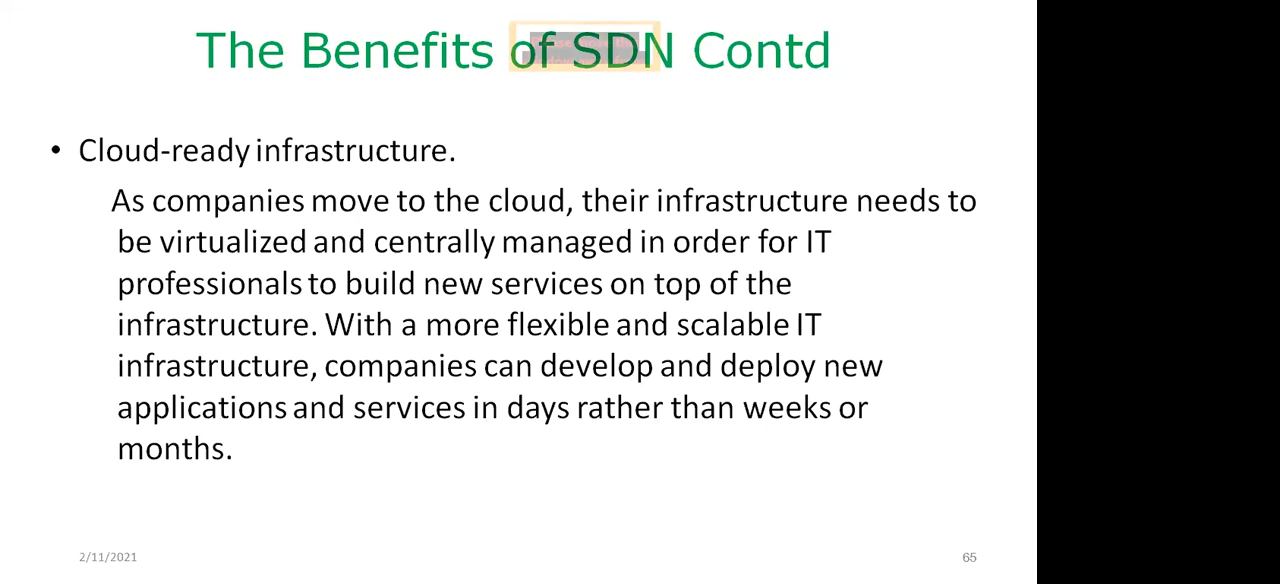 The Benefits of SDN Contd
• Cloud-ready infrastructure.
As companies move to the cloud, their infrastructure needs to
be virtualized and centrally managed in order for IT
professionals to build new services on top of the
infrastructure. With a more flexible and scalable IT
infrastructure, companies can develop and deploy new
applications and services in days rather than weeks or
months.
2/11/2021
65